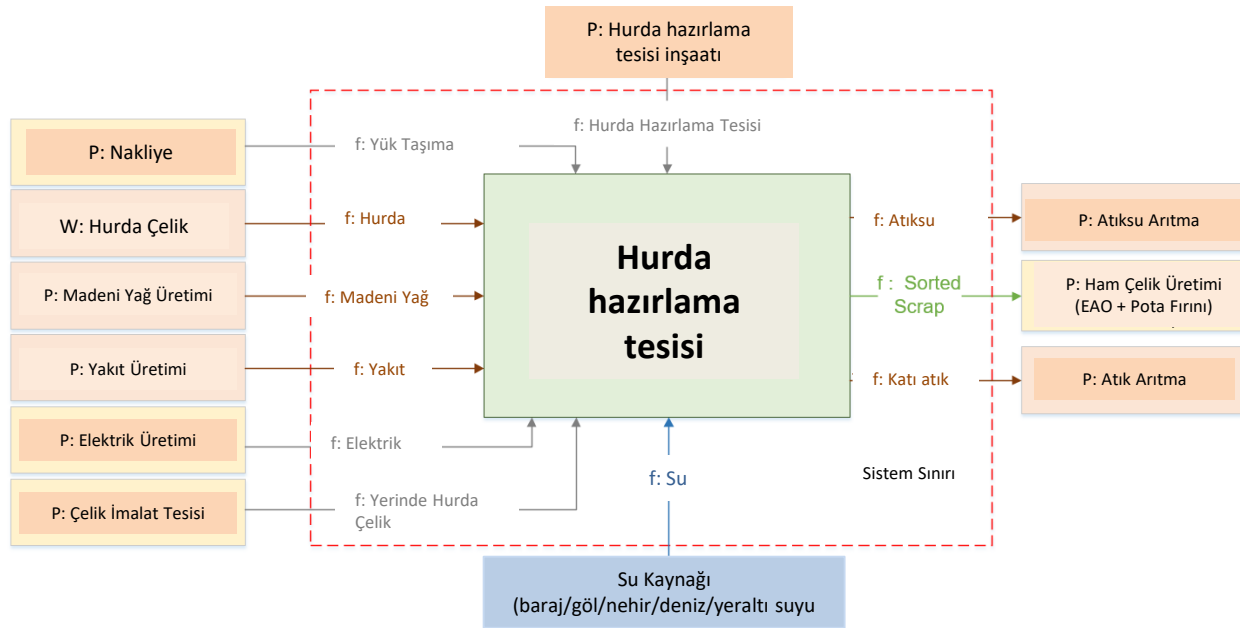 P: Hurda hazırlama
tesisi inşaatı
f: Hurda Hazırlama Tesisi
P: Nakliye
f: Yük Taşıma
W: Hurda Çelik
f: Hurda
P: Madeni Yağ Üretimi
f: Madeni Yağ
P: Yakıt Üretimi
f: Yakıt
P: Elektrik Üretimi
f: Elektrik
P: Çelik İmalat Tesisi
f: Yerinde Hurda
Çelik
Hurda
hazırlama
tesisi
f: Atıksu
P: Atıksu Arıtma
f : Sorted
Scrap
P: Ham Çelik Üretimi
(EAO + Pota Fırını)
f: Katı atık
P: Atık Arıtma
f: Su
Sistem Sınırı
Su Kaynağı
(baraj/göl/nehir/deniz/yeraltı suyu